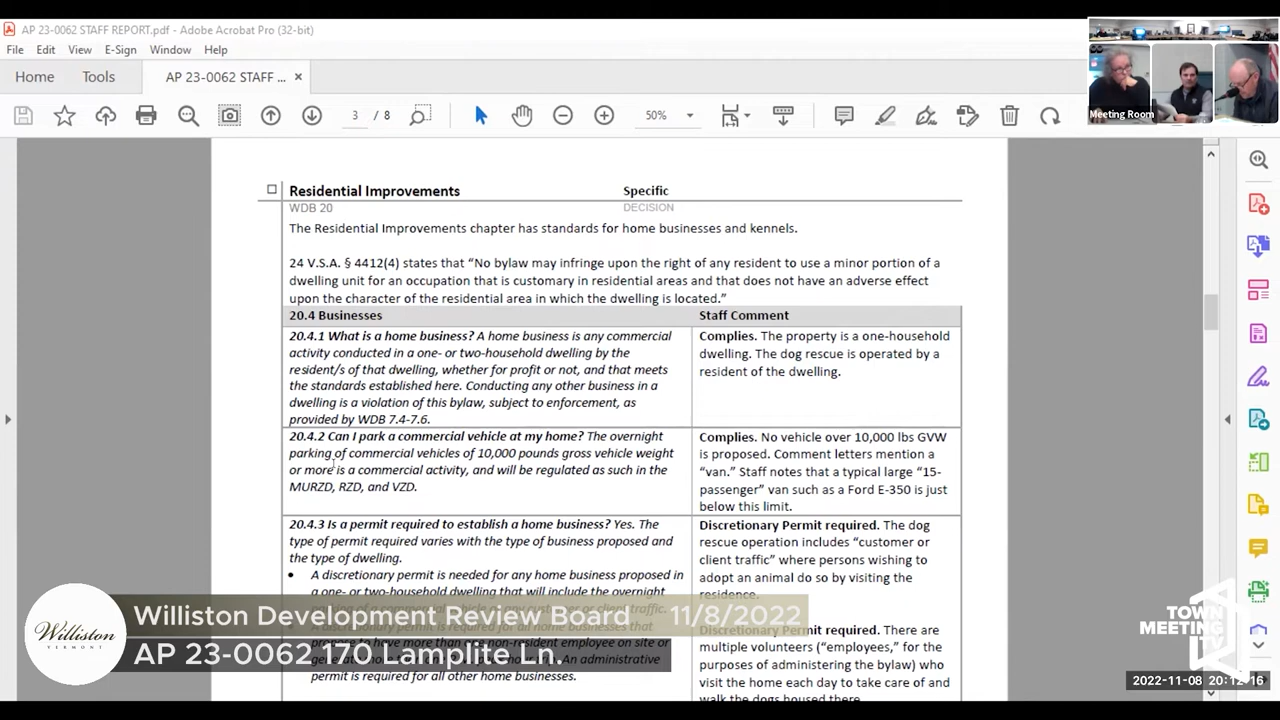 AP 23-0062 STAFF REPORT.pdf - Adobe Acrobat Pro (32-bit)
File Edit View E-Sign Window Help
Home Tools AP 23-0062 STAFF ... ×
3 / 8 50%
Meeting Room
Residential Improvements Specific
WDB 20 DECISION
The Residential Improvements chapter has standards for home businesses and kennels.
24 V.S.A. § 4412(4) states that “No bylaw may infringe upon the right of any resident to use a minor portion of a
dwelling unit for an occupation that is customary in residential areas and that does not have an adverse effect
upon the character of the residential area in which the dwelling is located.”
20.4 Businesses Staff Comment
20.4.1 What is a home business? A home business is any commercial
activity conducted in a one- or two-household dwelling by the
resident/s of that dwelling, whether for profit or not, and that meets
the standards established here. Conducting any other business in a
dwelling is a violation of this bylaw, subject to enforcement, as
provided by WDB 7.4-7.6.
Complies. The property is a one-household
dwelling. The dog rescue is operated by a
resident of the dwelling.
20.4.2 Can I park a commercial vehicle at my home? The overnight
parking of commercial vehicles of 10,000 pounds gross vehicle weight
or more is a commercial activity, and will be regulated as such in the
MURZD, RZD, and VZD.
Complies. No vehicle over 10,000 lbs GVW
is proposed. Comment letters mention a
“van.” Staff notes that a typical large “15-
passenger” van such as a Ford E-350 is just
below this limit.
20.4.3 Is a permit required to establish a home business? Yes. The
type of permit required varies with the type of business proposed and
the type of dwelling.
• A discretionary permit is needed for any home business proposed in
a one- or two-household dwelling that will include the overnight
permit is required for all other home businesses.
Discretionary Permit required. The dog
rescue operation includes “customer or
client traffic” where persons wishing to
adopt an animal do so by visiting the
residence.
Discretionary Permit required. There are
multiple volunteers (“employees,” for the
purposes of administering the bylaw) who
visit the home each day to take care of and
walk the dogs housed there.
Williston
VERMONT
Williston Development Review Board 11/8/2022
AP 23-0062 170 Lamplite Ln.
TOWN
MEETING
TV
2022-11-08 20:12:16